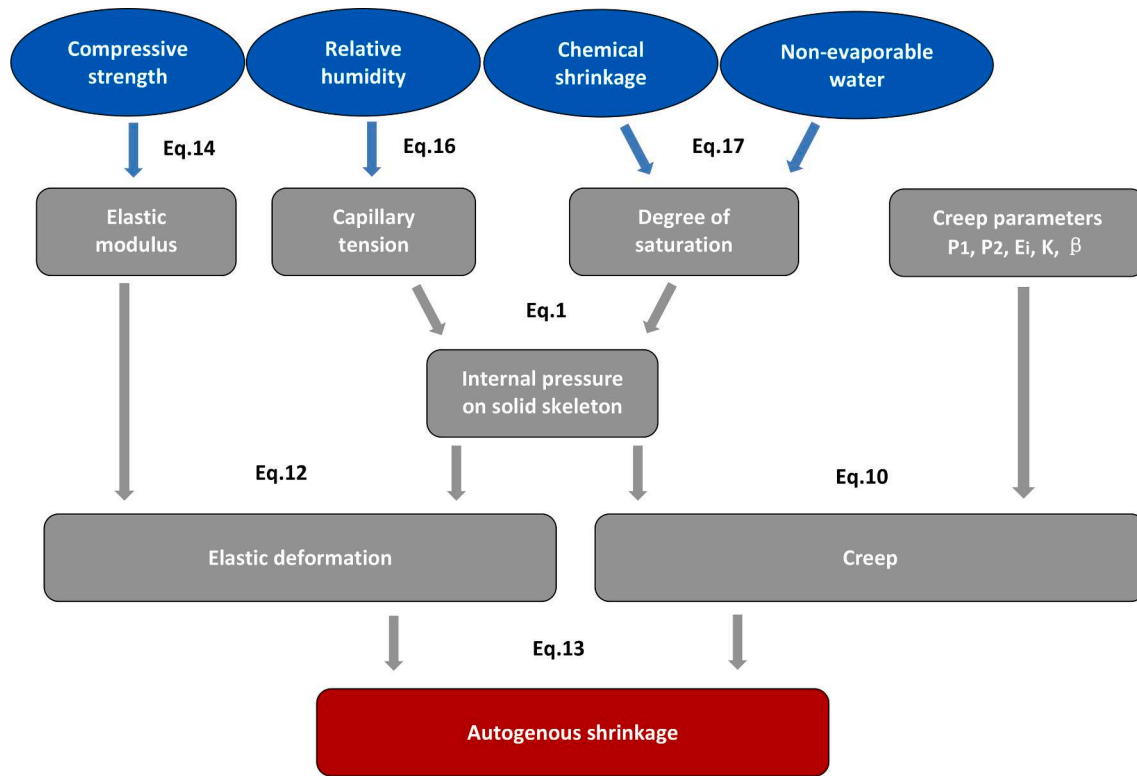 Compressive
strength
Relative
humidity
Chemical
shrinkage
Non-evaporable
water
Eq.14
Eq.16
Eq.17
Elastic
modulus
Capillary
tension
Degree of
saturation
Creep parameters
P1, P2, Ei, K, β
Eq.1
Internal pressure
on solid skeleton
Eq.12
Eq.10
Elastic deformation
Creep
Eq.13
Autogenous shrinkage